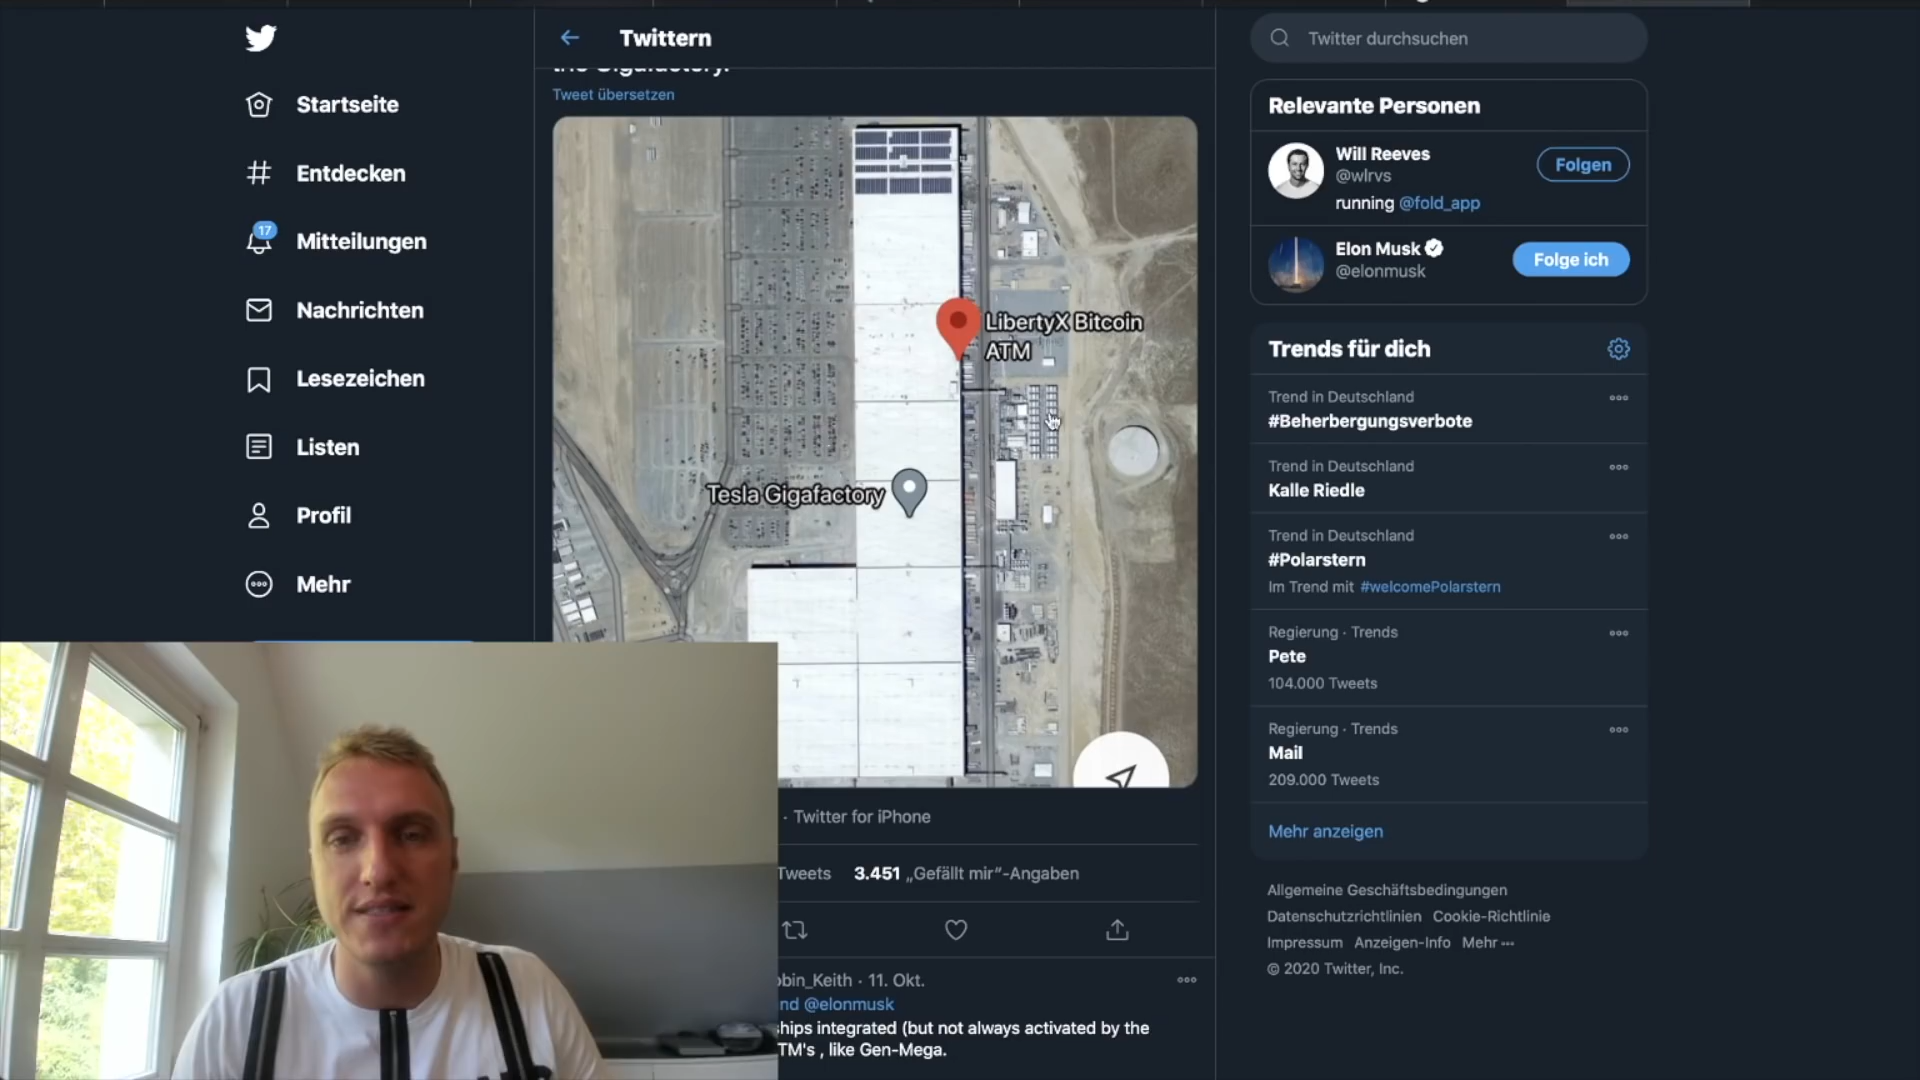 Twittern
Twitter durchsuchen
Startseite
Entdecken
17
Mitteilungen
Nachrichten
Lesezeichen
Listen
Profil
Mehr
the Gigafactory.
Tweet übersetzen
LibertyX Bitcoin
ATM
Tesla Gigafactory
· Twitter for iPhone
Tweets 3.451 „Gefällt mir“-Angaben
· 11. Okt.
@elonmusk
integrated (but not always activated by the
, like Gen-Mega.
Relevante Personen
Will Reeves
@wlrvs
Folgen
running @fold_app
Elon Musk
@elonmusk
Folge ich
Trends für dich
Trend in Deutschland
#Beherbergungsverbote
Trend in Deutschland
Kalle Riedle
Trend in Deutschland
#Polarstern
Im Trend mit #welcomePolarstern
Regierung · Trends
Pete
104.000 Tweets
Regierung · Trends
Mail
209.000 Tweets
Mehr anzeigen
Allgemeine Geschäftsbedingungen
Datenschutzrichtlinien Cookie-Richtlinie
Impressum Anzeigen-Info Mehr ···
© 2020 Twitter, Inc.